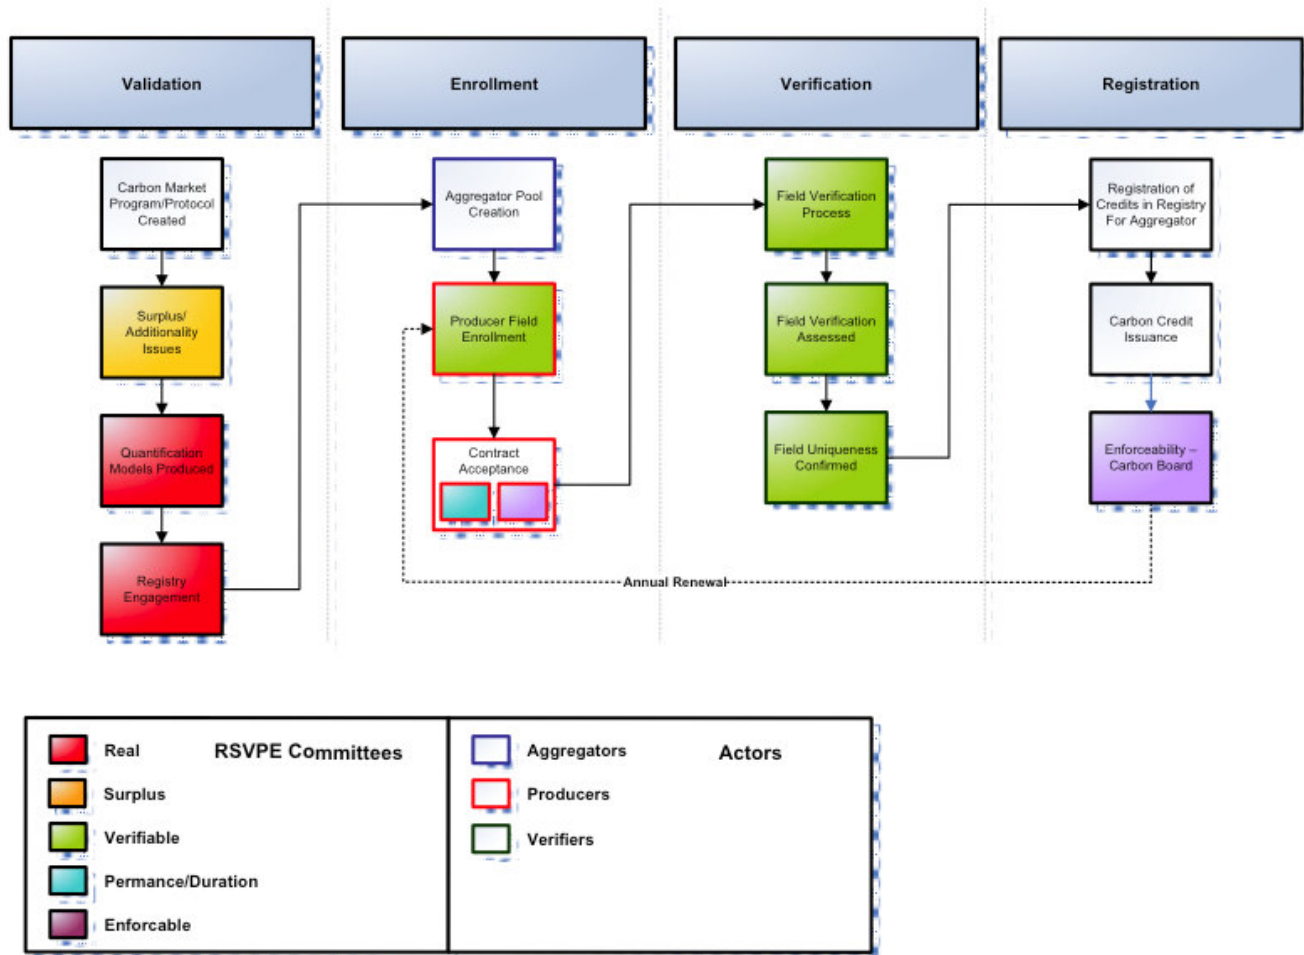 Validation
Enrollment
Verification
Registration
Carbon Market
Program/Protocol
Created
Surplus/
Additionality
Issues
Quantification
Models Produced
Registry
Engagement
Aggregator Pool
Creation
Producer Field
Enrollment
Contract
Acceptance
Field Verification
Process
Field Verification
Assessed
Field Uniqueness
Confirmed
Registration of
Credits in Registry
For Aggregator
Carbon Credit
Issuance
Enforceability –
Carbon Board
Annual Renewal
RSVPE Committees
Real
Surplus
Verifiable
Permance/Duration
Enforcable
Actors
Aggregators
Producers
Verifiers